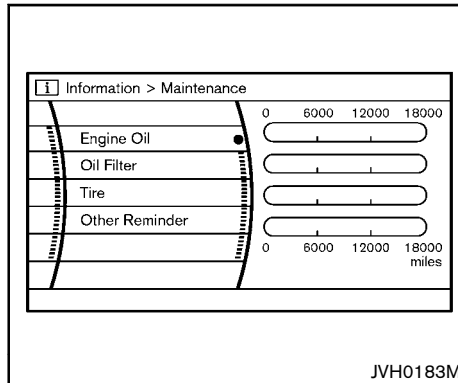 i Information > Maintenance
0 6000 12000 18000
Engine Oil
Oil Filter
Tire
Other Reminder
0 6000 12000 18000
miles
JVH0183M